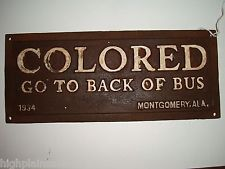 COLORED
GO TO BACK OF BUS
1934 MONTGOMERY, ALA.